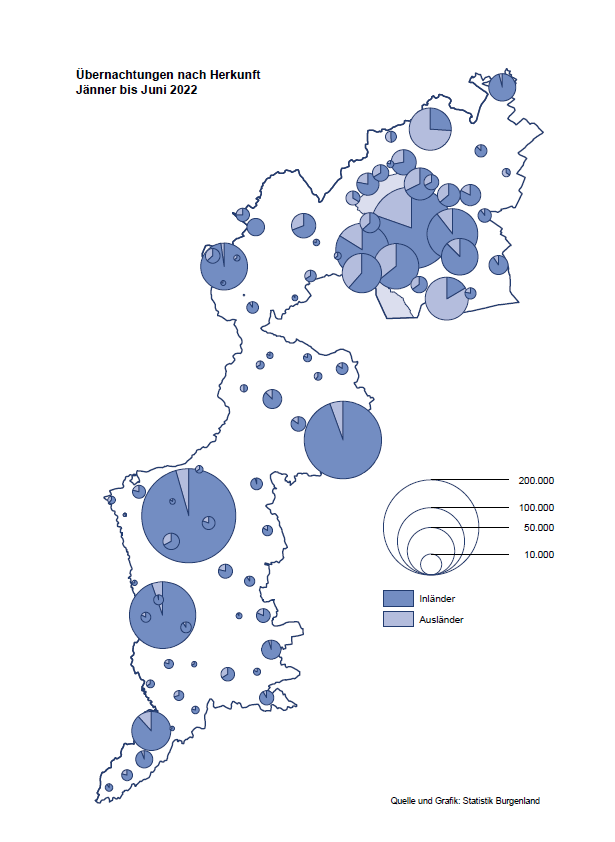 Übernachtungen nach Herkunft
Jänner bis Juni 2022
200.000
100.000
50.000
10.000
Inländer
Ausländer
Quelle und Grafik: Statistik Burgenland